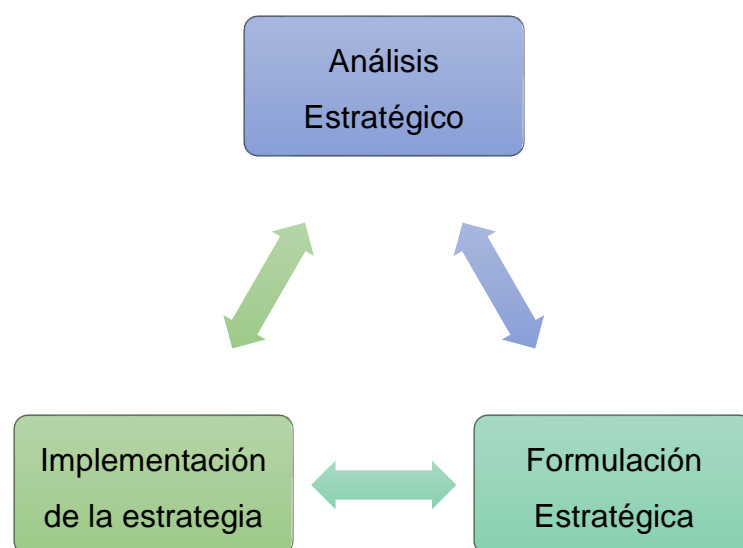 Análisis
Estratégico
Implementación
de la estrategia
Formulación
Estratégica